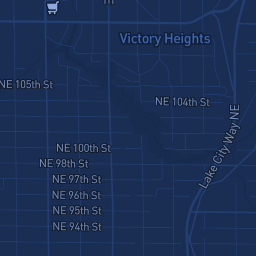 Victory Heights
NE 105th St
NE 104th St
NE 100th St
NE 98th St
Lake City Way NE
NE 97th St
NE 96th St
NE 95th St
NE 94th St